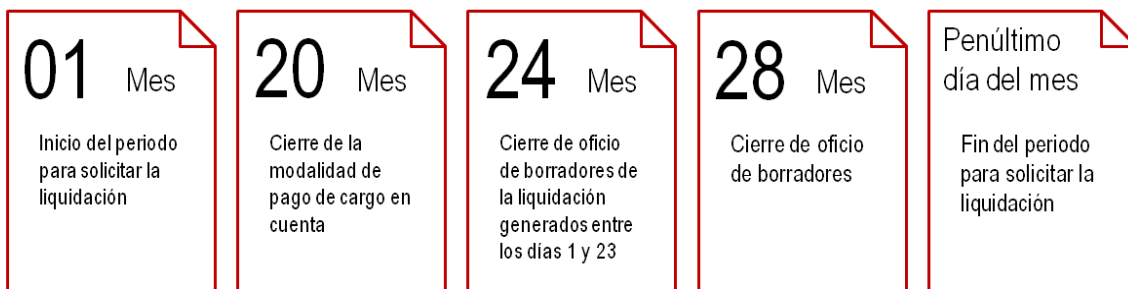 01 Mes
Inicio del periodo
para solicitar la
liquidación
20 Mes
Cierre de la
modalidad de
pago de cargo en
cuenta
24 Mes
Cierre de oficio
de borradores de
la liquidación
generados entre
los días 1 y 23
28 Mes
Cierre de oficio
de borradores
Penúltimo
día del mes
Fin del periodo
para solicitar la
liquidación